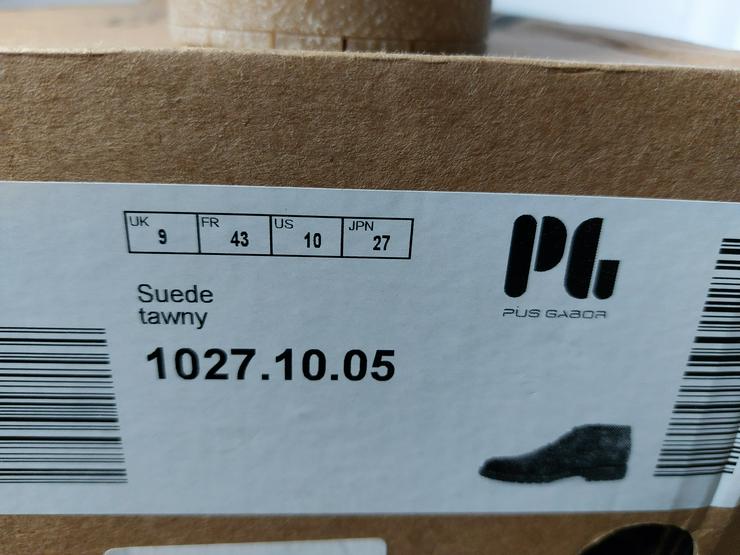 UK 9 FR 43 US 10 JPN 27
Suede
tawny
1027.10.05
PG
PIUS GABOR